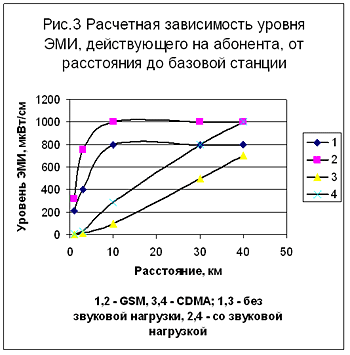 Рис.3 Расчетная зависимость уровня
ЭМИ, действующего на абонента, от
расстояния до базовой станции
Уровень ЭМИ, мкВт/см
1200
1000
800
600
400
200
0
0 10 20 30 40 50
Расстояние, км
1
2
3
4
1,2 - GSM, 3,4 - CDMA; 1,3 - без
звуковой нагрузки, 2,4 - со звуковой
нагрузкой